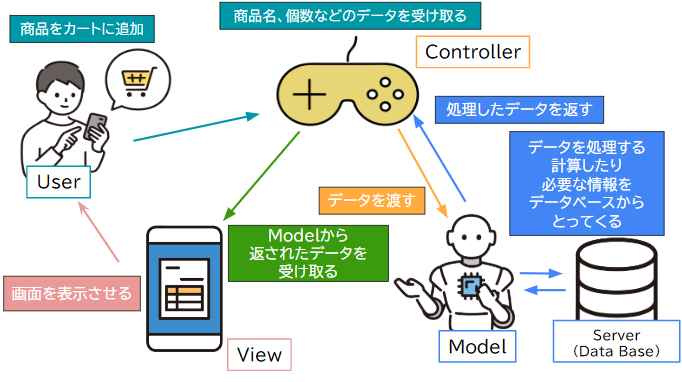 商品をカートに追加
商品名、個数などのデータを受け取る
Controller
処理したデータを返す
データを処理する
計算したり
必要な情報を
データベースから
とってくる
User
データを渡す
Modelから
返されたデータを
受け取る
画面を表示させる
View
Model
Server
(Data Base)